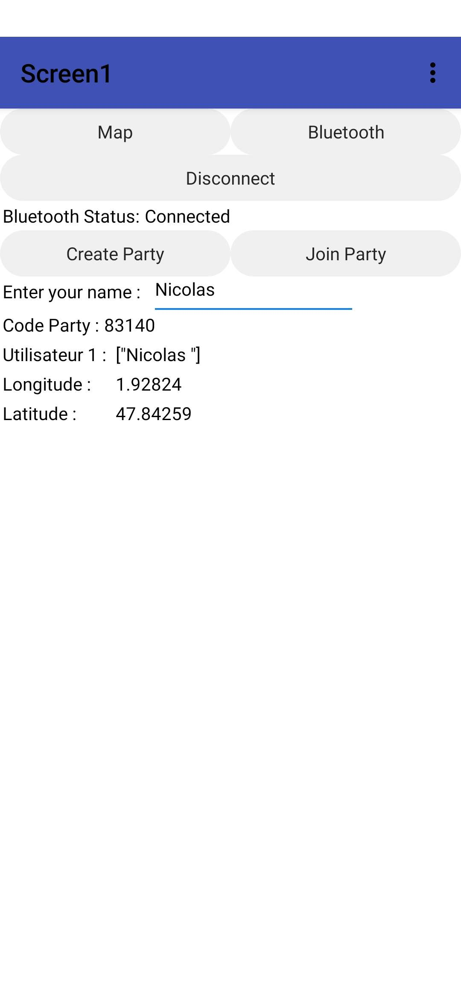 Screen1
Map Bluetooth
Disconnect
Bluetooth Status: Connected
Create Party Join Party
Enter your name : Nicolas
Code Party : 83140
Utilisateur 1 : ["Nicolas "]
Longitude : 1.92824
Latitude : 47.84259